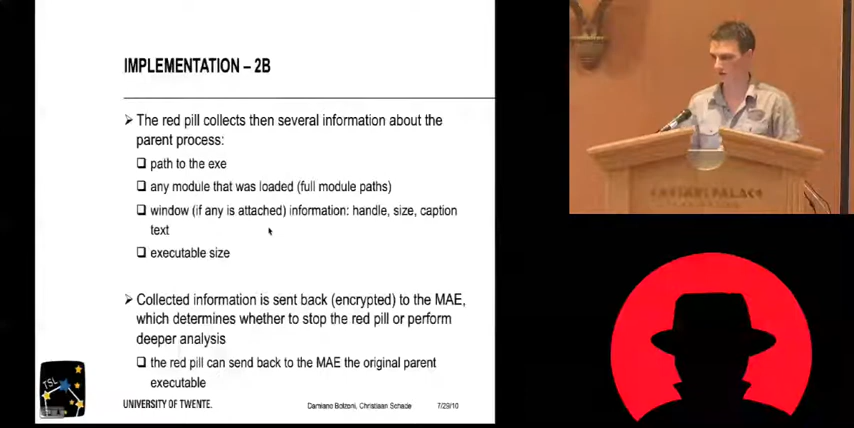 IMPLEMENTATION – 2B
➢ The red pill collects then several information about the
parent process:
❑ path to the exe
❑ any module that was loaded (full module paths)
❑ window (if any is attached) information: handle, size, caption
text
❑ executable size
➢ Collected information is sent back (encrypted) to the MAE,
which determines whether to stop the red pill or perform
deeper analysis
❑ the red pill can send back to the MAE the original parent
executable
TSL
UNIVERSITY OF TWENTE.
Damiano Bolzoni, Christiaan Schade
7/29/10
CAESARS PALACE